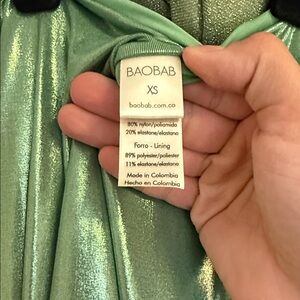 BAOBAB
XS
baobab.com.co
80% nylon/poliamida
20% elastane/elastano
Forro - Lining
89% polyester/poliester
11% elastane/elastano
Made in Colombia
Hecho en Colombia